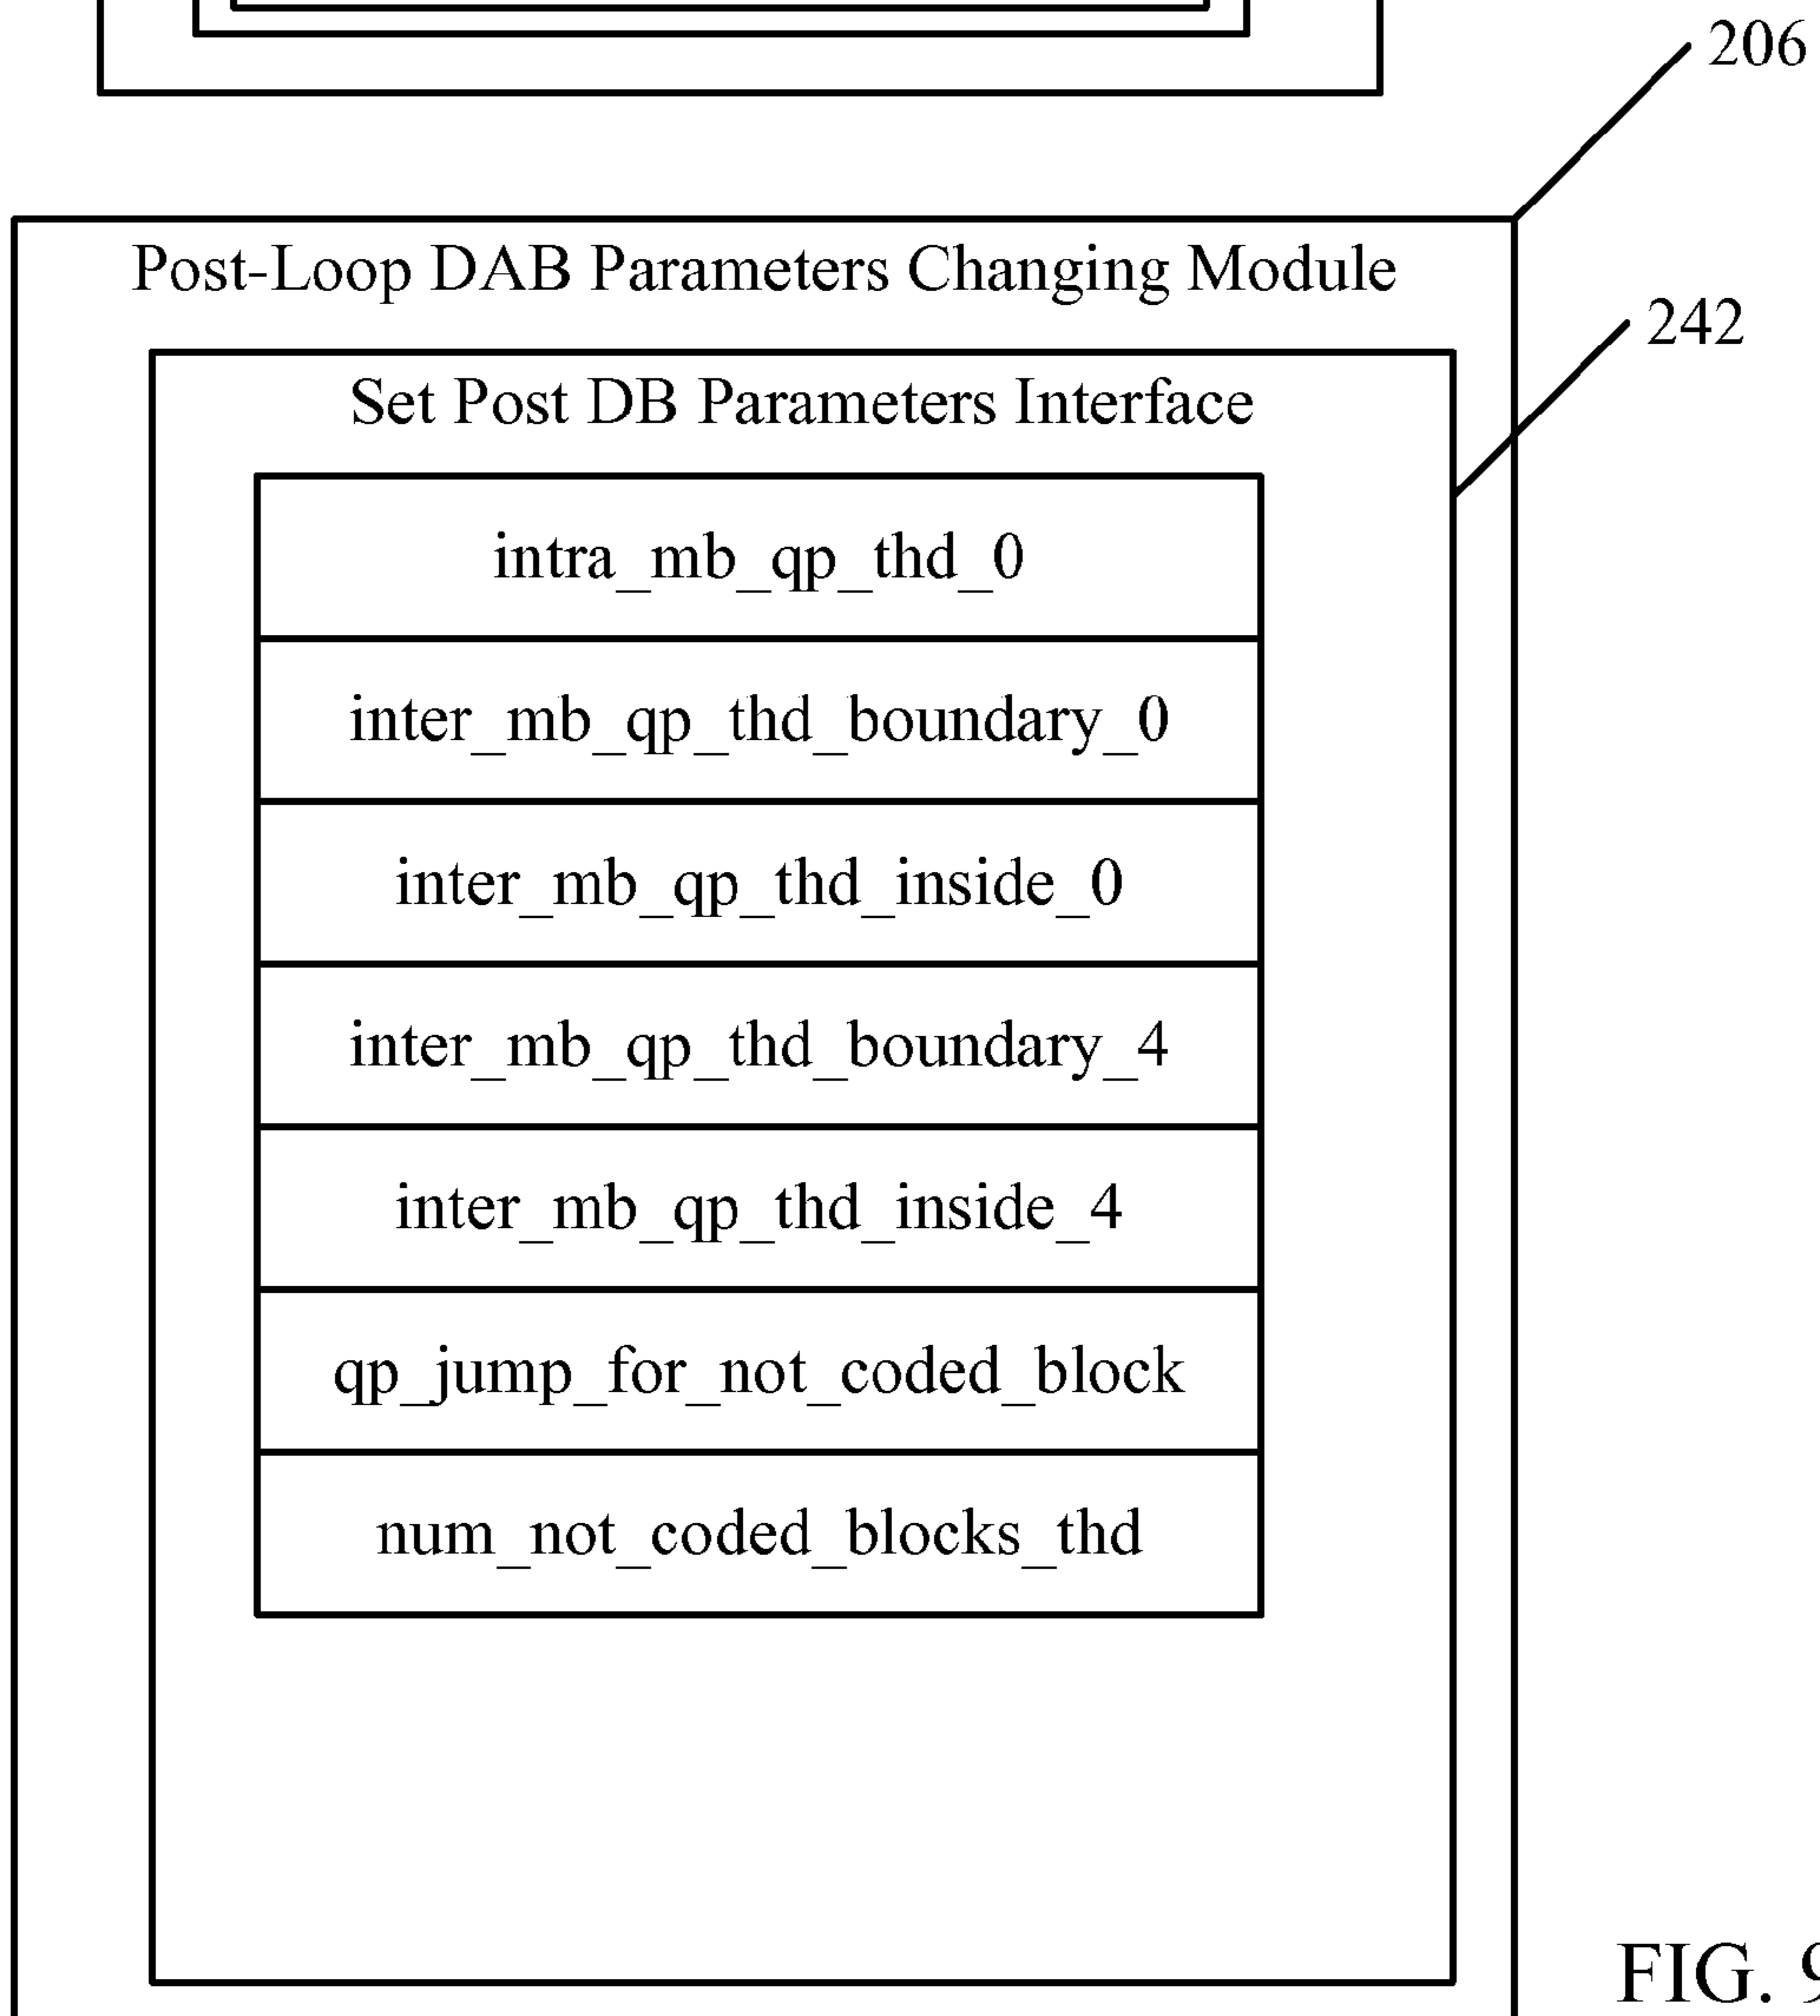 206
Post-Loop DAB Parameters Changing Module
242
Set Post DB Parameters Interface
intra_mb_qp_thd_0
inter_mb_qp_thd_boundary_0
inter_mb_qp_thd_inside_0
inter_mb_qp_thd_boundary_4
inter_mb_qp_thd_inside_4
qp_jump_for_not_coded_block
num_not_coded_blocks_thd
FIG. 9